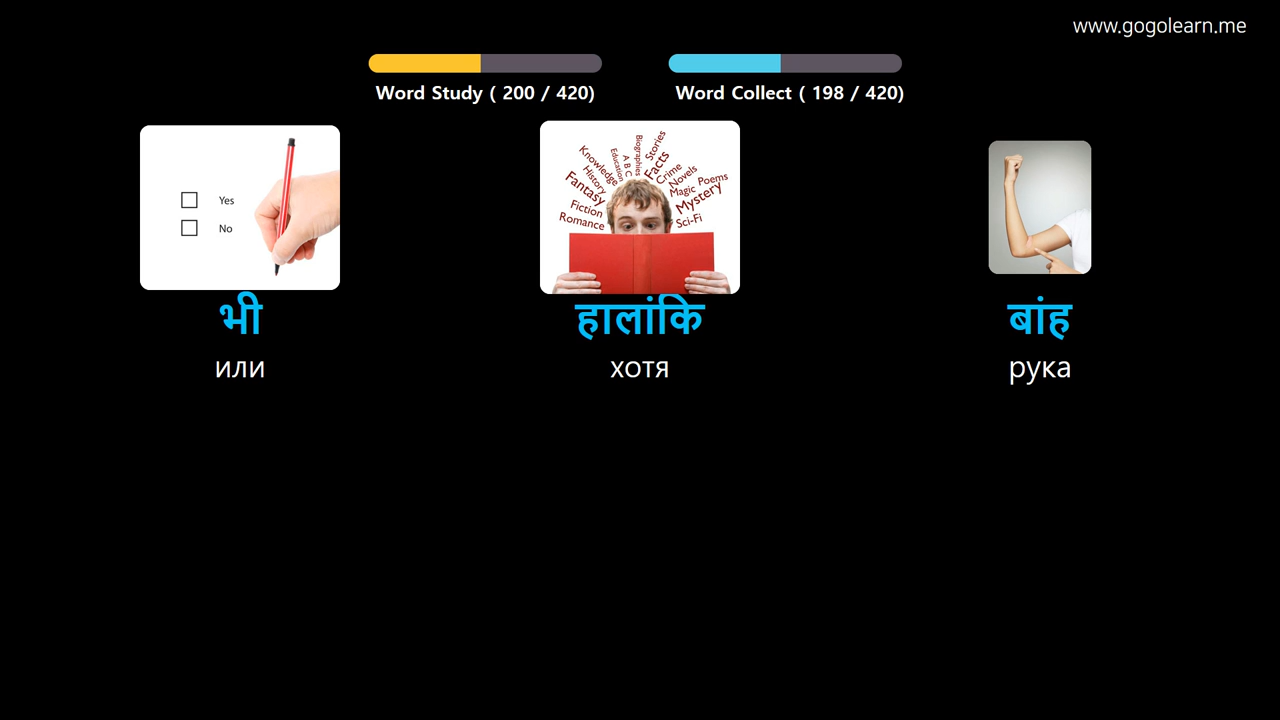 www.gogolearn.me
Word Study ( 200 / 420)
Word Collect ( 198 / 420)
Yes
No
Knowledge
History
Fantasy
Fiction
Romance
Education
A B C
Biographies
Stories
Facts
Crime
Novels
Magic
Poems
Mystery
Sci-Fi
भी
हालांकि
बांह
или
хотя
рука